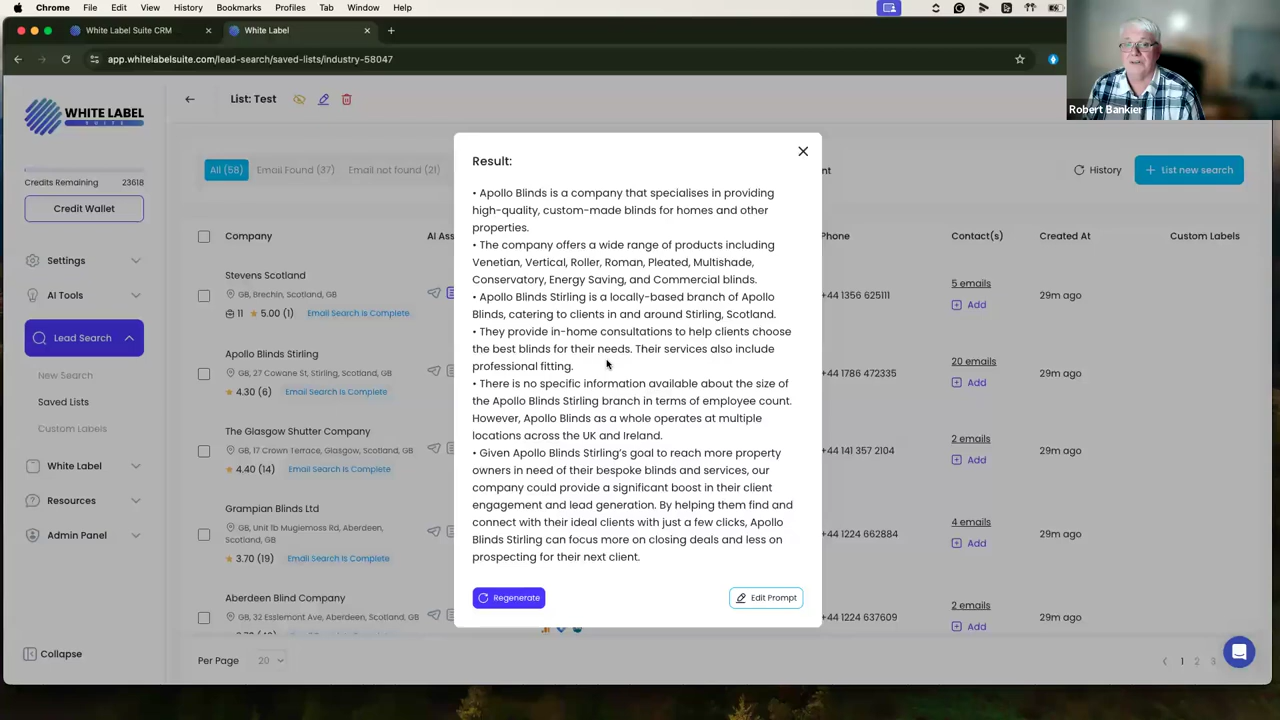 Chrome File Edit View History Bookmarks Profiles Tab Window Help
White Label Suite CRM
White Label
app.whitelabelsuite.com/lead-search/saved-lists/industry-58047
Robert Bankier
WHITE LABEL
SUITE
Credits Remaining 23618
Credit Wallet
Settings
AI Tools
Lead Search
New Search
Saved Lists
Custom Labels
White Label
Resources
Admin Panel
Collapse
List: Test
All (58) Email Found (37) Email not found (21)
History
List new search
Company
Phone
Contact(s)
Created At
Custom Labels
Stevens Scotland
GB, Brechin, Scotland, GB
11 5.00 (1) Email Search Is Complete
+44 1356 625111
5 emails
Add
29m ago
Apollo Blinds Stirling
GB, 27 Cowane St, Stirling, Scotland, GB
4.30 (6) Email Search Is Complete
+44 1786 472335
20 emails
Add
29m ago
The Glasgow Shutter Company
GB, 17 Crown Terrace, Glasgow, Scotland, GB
4.40 (14) Email Search Is Complete
+44 141 357 2104
2 emails
Add
29m ago
Grampian Blinds Ltd
GB, Unit 1b Mugiemoss Rd, Aberdeen,
Scotland, GB
3.70 (19) Email Search Is Complete
+44 1224 662884
4 emails
Add
29m ago
Aberdeen Blind Company
GB, 32 Esslemont Ave, Aberdeen, Scotland, GB
+44 1224 637609
2 emails
Add
29m ago
Per Page 20
1 2 3
Result:
• Apollo Blinds is a company that specialises in providing
high-quality, custom-made blinds for homes and other
properties.
• The company offers a wide range of products including
Venetian, Vertical, Roller, Roman, Pleated, Multishade,
Conservatory, Energy Saving, and Commercial blinds.
• Apollo Blinds Stirling is a locally-based branch of Apollo
Blinds, catering to clients in and around Stirling, Scotland.
• They provide in-home consultations to help clients choose
the best blinds for their needs. Their services also include
professional fitting.
• There is no specific information available about the size of
the Apollo Blinds Stirling branch in terms of employee count.
However, Apollo Blinds as a whole operates at multiple
locations across the UK and Ireland.
• Given Apollo Blinds Stirling's goal to reach more property
owners in need of their bespoke blinds and services, our
company could provide a significant boost in their client
engagement and lead generation. By helping them find and
connect with their ideal clients with just a few clicks, Apollo
Blinds Stirling can focus more on closing deals and less on
prospecting for their next client.
Regenerate
Edit Prompt